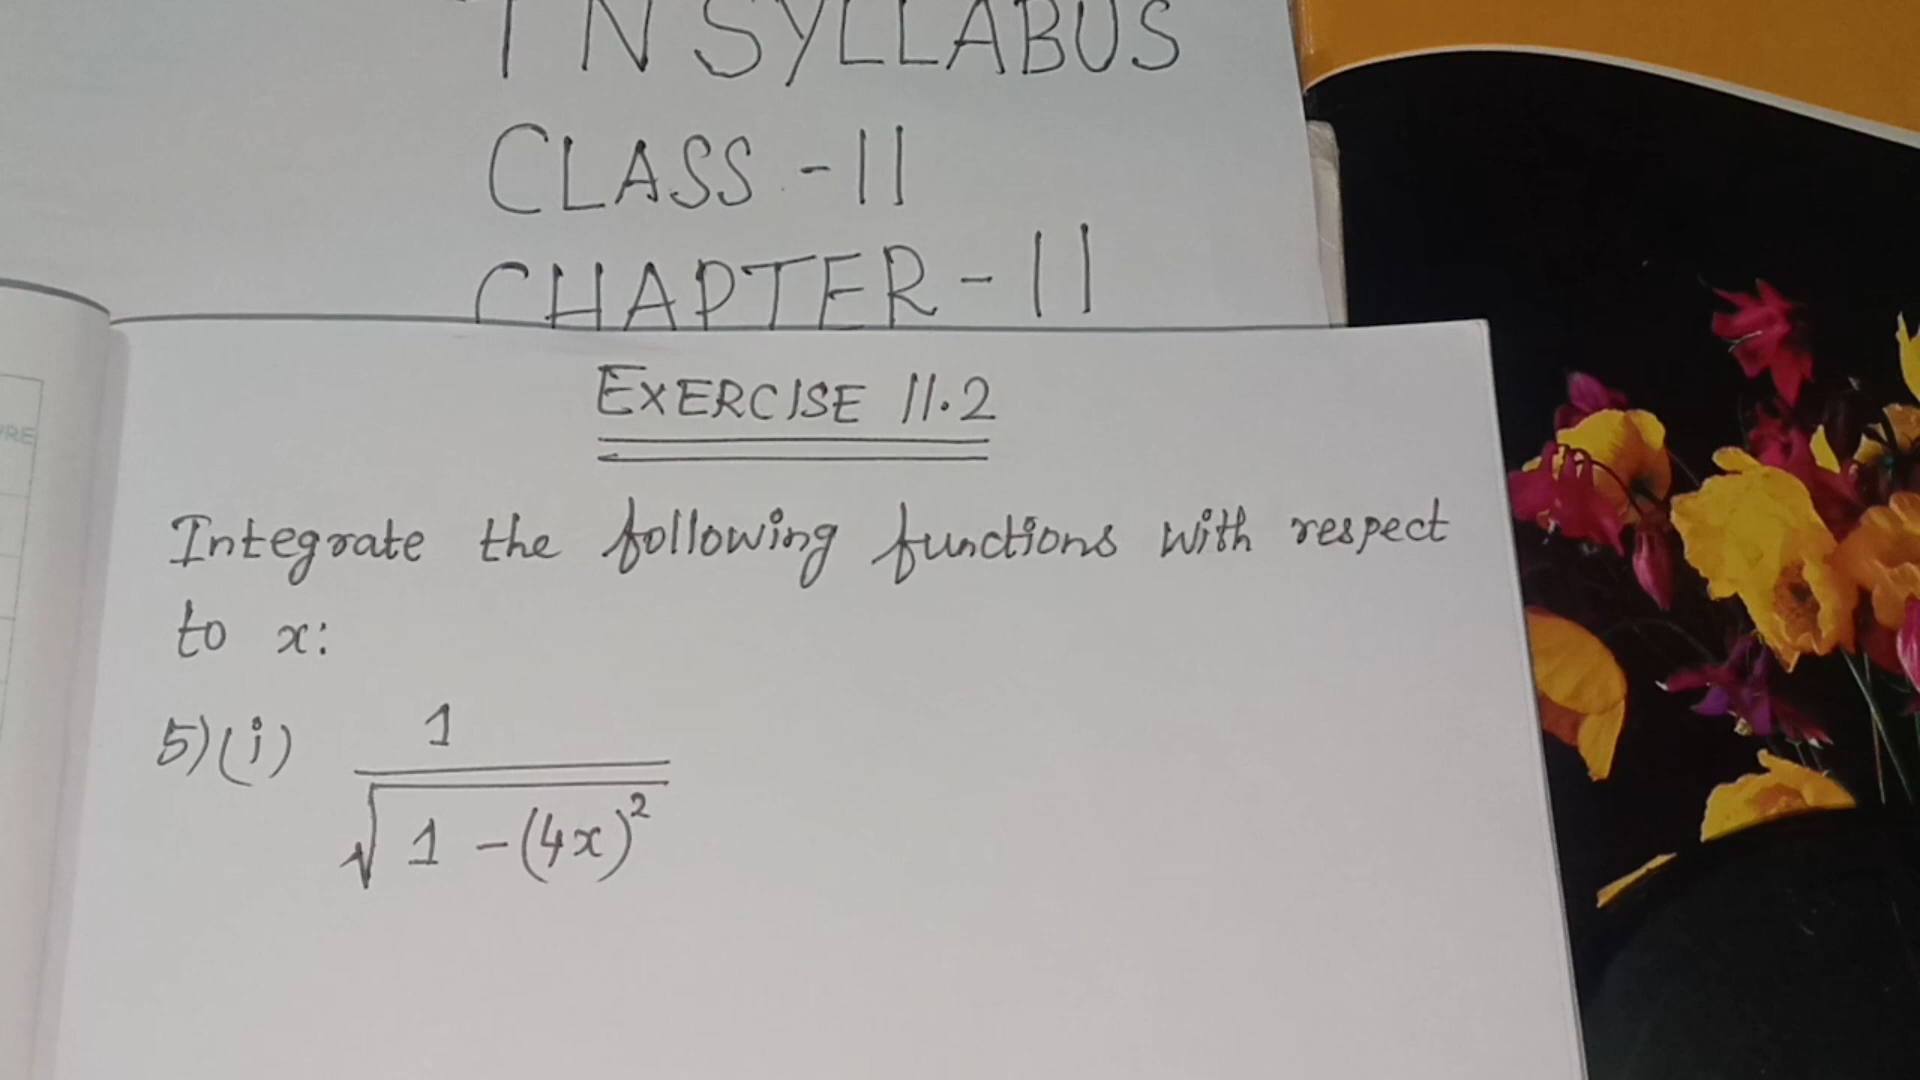 TN SYLLABUS
CLASS - 11
CHAPTER - 11
EXERCISE 11.2
Integrate the following functions with respect
to x:
5)(i) 1
√1 - (4x)²